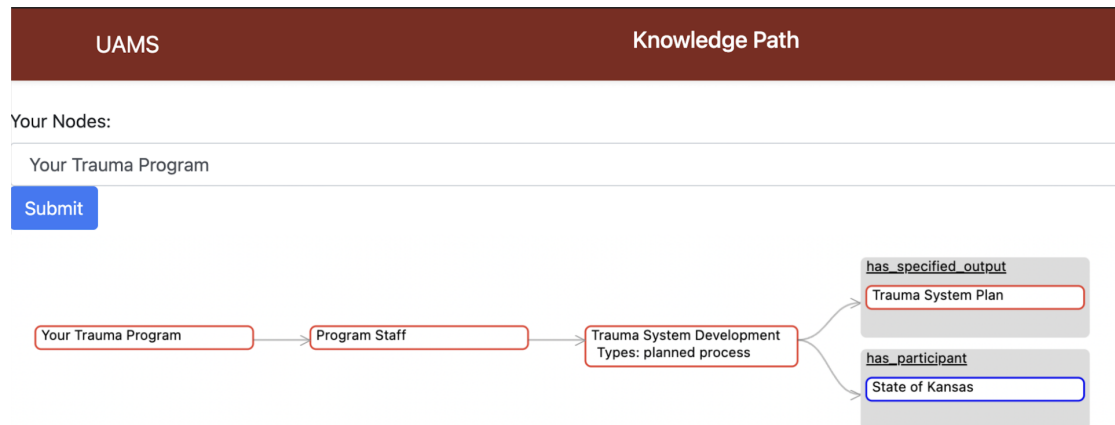 UAMS
Knowledge Path
Your Nodes:
Your Trauma Program
Submit
Your Trauma Program
Program Staff
Trauma System Development
Types: planned process
has_specified_output
Trauma System Plan
has_participant
State of Kansas